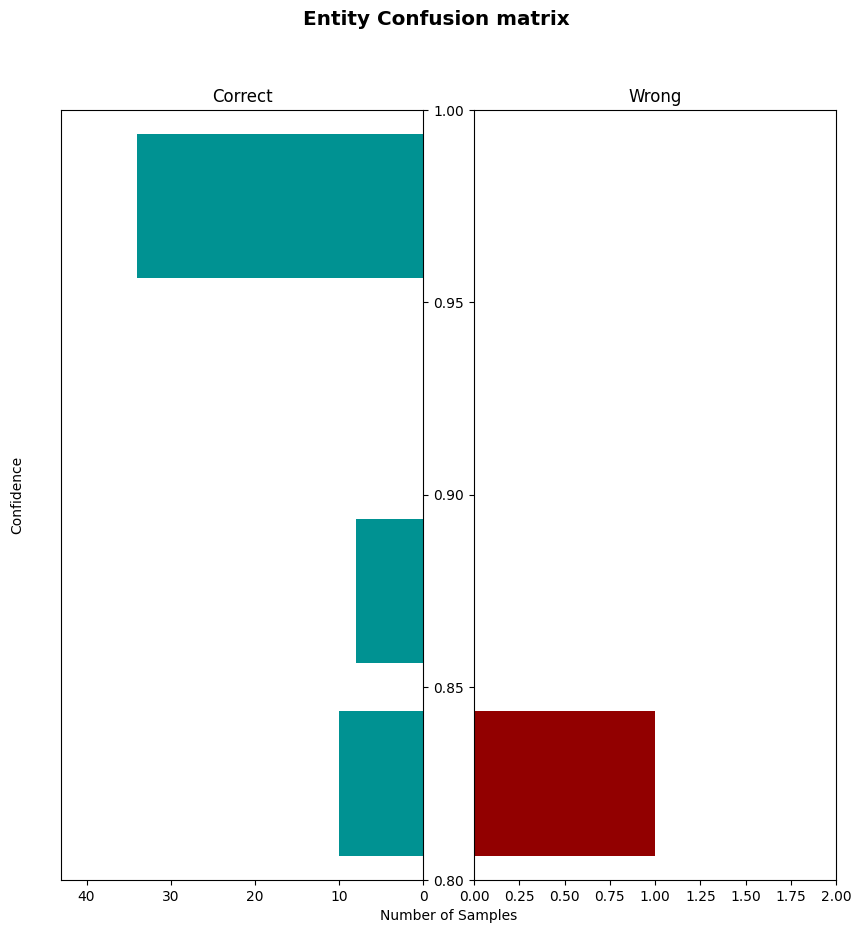 Entity Confusion matrix
Correct
Wrong
1.00
0.95
0.90
0.85
0.80
Confidence
40 30 20 10 0
0.00 0.25 0.50 0.75 1.00 1.25 1.50 1.75 2.00
Number of Samples